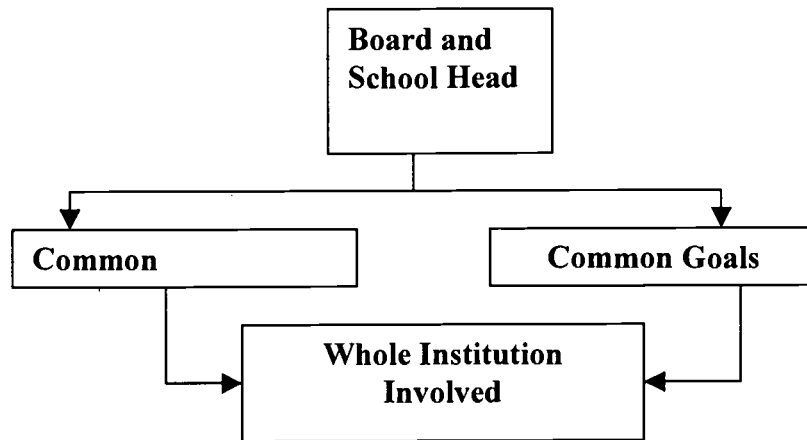 Board and
School Head
Common
Common Goals
Whole Institution
Involved